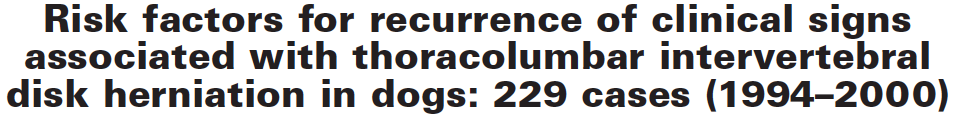 Risk factors for recurrence of clinical signs
associated with thoracolumbar intervertebral
disk herniation in dogs: 229 cases (1994–2000)